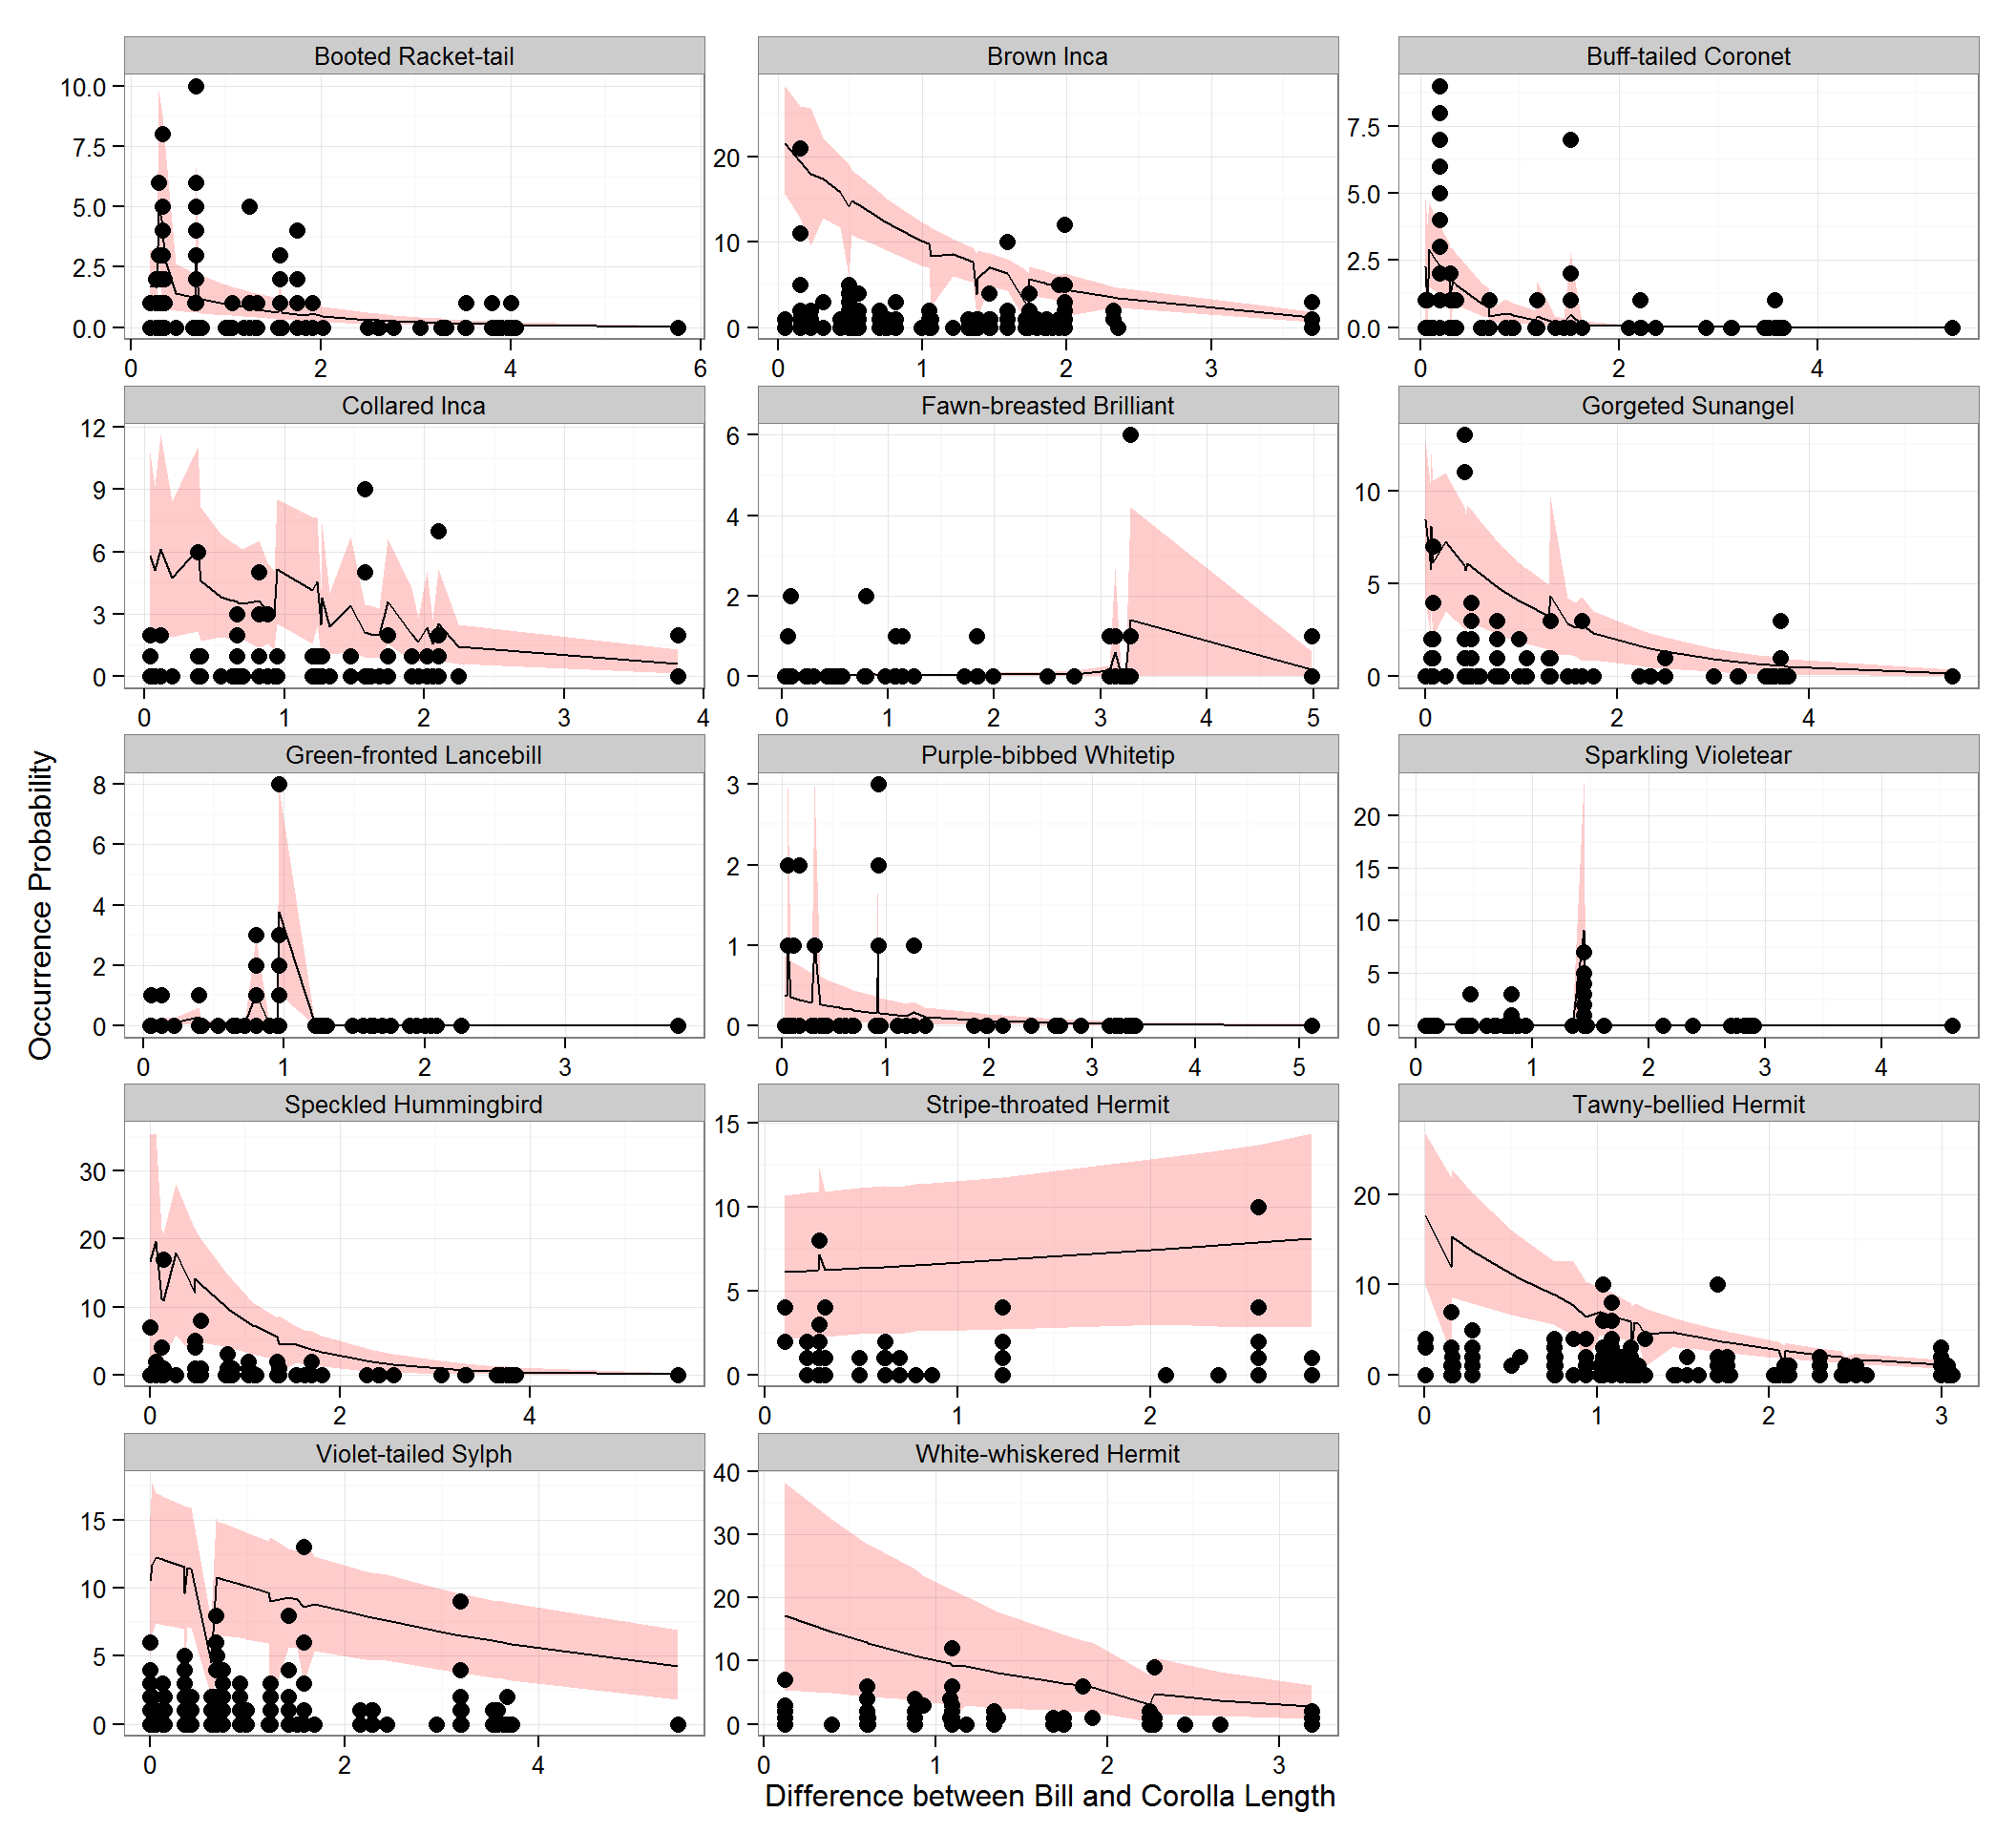 Booted Racket-tail
Brown Inca
Buff-tailed Coronet
10.0
7.5
5.0
2.5
0.0
20
10
0
7.5
5.0
2.5
0.0
0 2 4 6
0 1 2 3
0 2 4
Collared Inca
Fawn-breasted Brilliant
Gorgeted Sunangel
12
9
6
3
0
6
4
2
0
10
5
0
0 1 2 3 4
0 1 2 3 4 5
0 2 4
Green-fronted Lancebill
Purple-bibbed Whitetip
Sparkling Violetear
8
6
4
2
0
3
2
1
0
20
15
10
5
0
0 1 2 3
0 1 2 3 4 5
0 1 2 3 4
Speckled Hummingbird
Stripe-throated Hermit
Tawny-bellied Hermit
30
20
10
0
15
10
5
0
20
10
0
0 2 4
0 1 2
0 1 2 3
Violet-tailed Sylph
White-whiskered Hermit
15
10
5
0
40
30
20
10
0
0 2 4
0 1 2 3
Occurrence Probability
Difference between Bill and Corolla Length